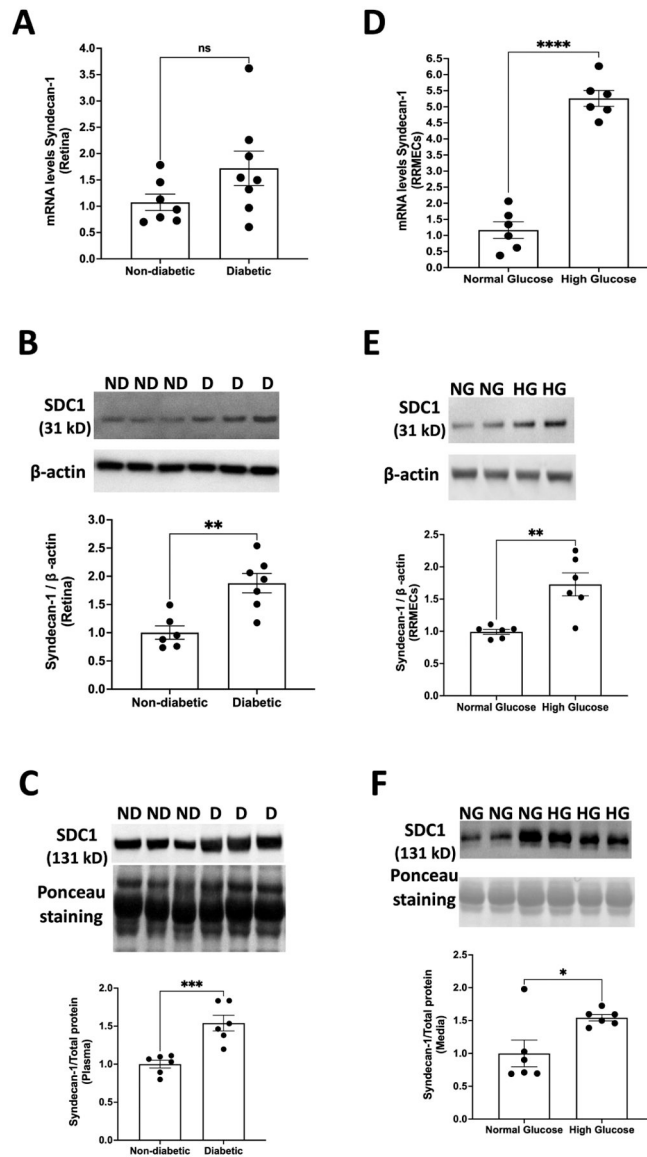 A
ns
mRNA levels Syndecan-1
(Retina)
4.0
3.5
3.0
2.5
2.0
1.5
1.0
0.5
0.0
Non-diabetic Diabetic
B
ND ND ND D D D
SDC1
(31 kD)
β-actin
**
Syndecan-1 / β -actin
(Retina)
3.0
2.5
2.0
1.5
1.0
0.5
0.0
Non-diabetic Diabetic
C
ND ND ND D D D
SDC1
(131 kD)
Ponceau
staining
***
Syndecan-1/Total protein
(Plasma)
2.0
1.5
1.0
0.5
0.0
Non-diabetic Diabetic
D
****
mRNA levels Syndecan-1
(RRMECs)
6.5
6.0
5.5
5.0
4.5
4.0
3.5
3.0
2.5
2.0
1.5
1.0
0.5
0.0
Normal Glucose High Glucose
E
NG NG HG HG
SDC1
(31 kD)
β-actin
**
Syndecan-1 / β -actin
(RRMECs)
2.5
2.0
1.5
1.0
0.5
0.0
Normal Glucose High Glucose
F
NG NG NG HG HG HG
SDC1
(131 kD)
Ponceau
staining
*
Syndecan-1/Total protein
(Media)
2.5
2.0
1.5
1.0
0.5
0.0
Normal Glucose High Glucose